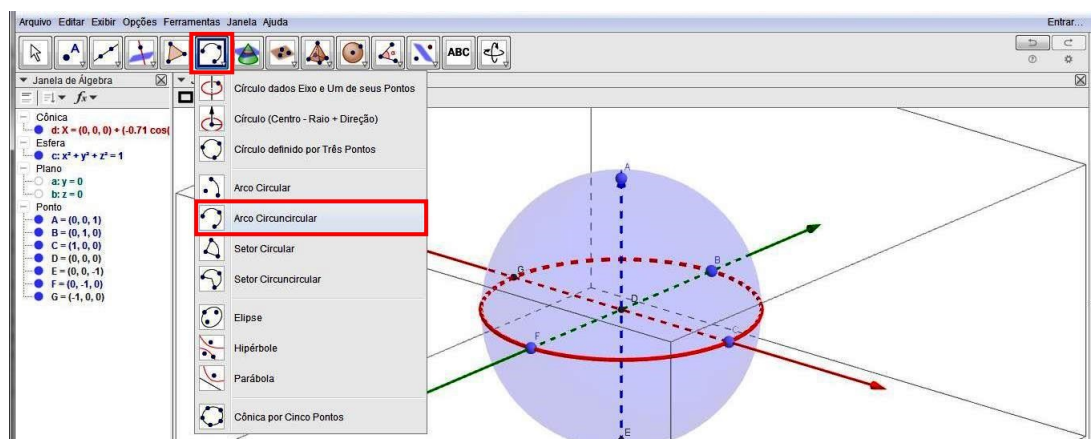 Arquivo Editar Exibir Opções Ferramentas Janela Ajuda
Entrar...
A
ABC
Janela de Álgebra
fx
Cônica
d: X = (0, 0, 0) + (-0.71 cos(
Esfera
c: x² + y² + z² = 1
Plano
a: y = 0
b: z = 0
Ponto
A = (0, 0, 1)
B = (0, 1, 0)
C = (1, 0, 0)
D = (0, 0, 0)
E = (0, 0, -1)
F = (0, -1, 0)
G = (-1, 0, 0)
Círculo dados Eixo e Um de seus Pontos
Círculo (Centro - Raio + Direção)
Círculo definido por Três Pontos
Arco Circular
Arco Circuncircular
Setor Circular
Setor Circuncircular
Elipse
Hipérbole
Parábola
Cônica por Cinco Pontos
A
B
G
D
C
F
E